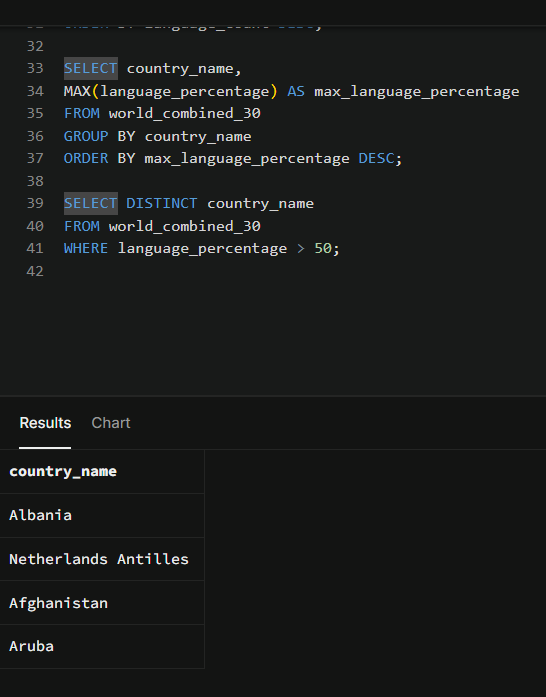 32
33 SELECT country_name,
34 MAX(language_percentage) AS max_language_percentage
35 FROM world_combined_30
36 GROUP BY country_name
37 ORDER BY max_language_percentage DESC;
38
39 SELECT DISTINCT country_name
40 FROM world_combined_30
41 WHERE language_percentage > 50;
42
Results Chart
country_name
Albania
Netherlands Antilles
Afghanistan
Aruba